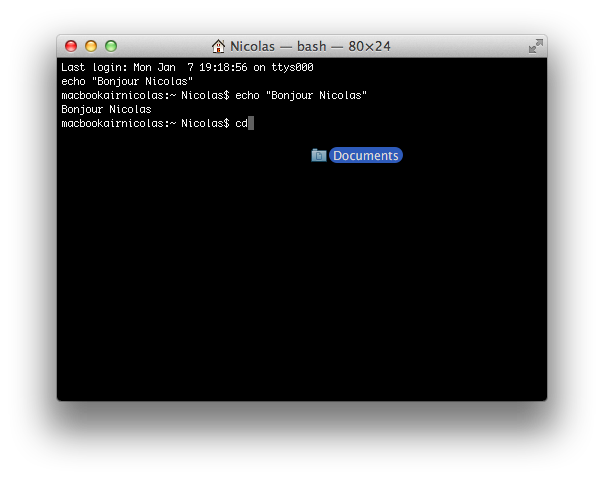 Nicolas — bash — 80×24
Last login: Mon Jan  7 19:18:56 on ttys000
echo "Bonjour Nicolas"
macbookairnicolas:~ Nicolas$ echo "Bonjour Nicolas"
Bonjour Nicolas
macbookairnicolas:~ Nicolas$ cd
Documents